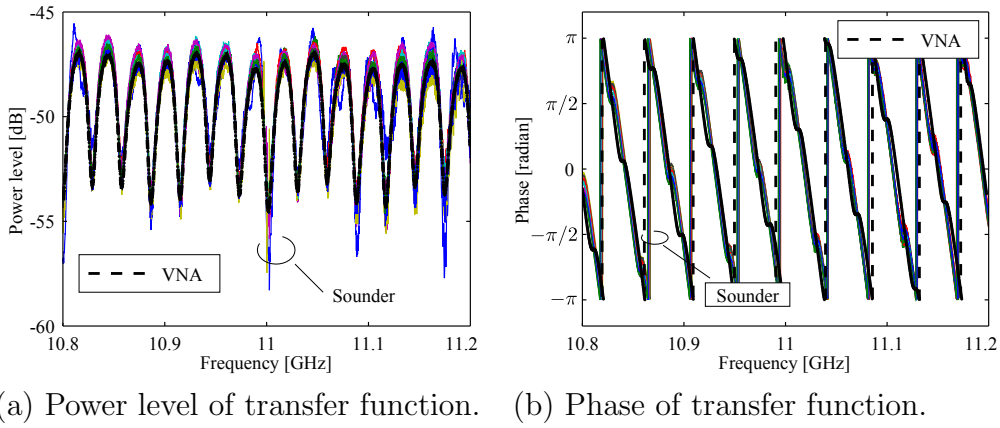 -45
-50
-55
-60
Power level [dB]
VNA
Sounder
10.8
10.9
11
11.1
11.2
Frequency [GHz]
π
π/2
0
−π/2
−π
Phase [radian]
VNA
Sounder
10.8
10.9
11
11.1
11.2
Frequency [GHz]
(a) Power level of transfer function.
(b) Phase of transfer function.